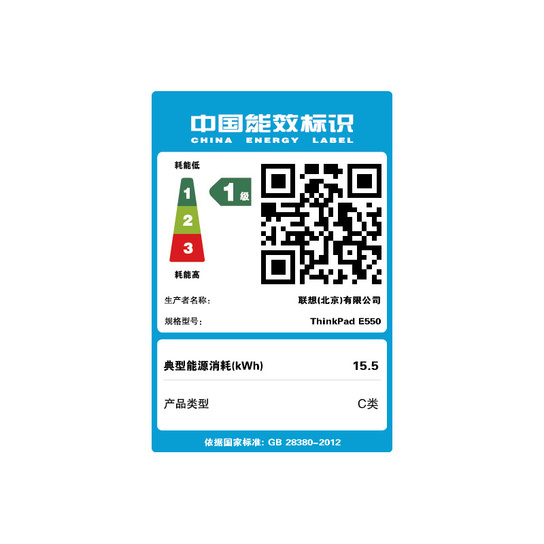 中国能效标识
CHINA ENERGY LABEL
耗能低
1
1级
2
3
耗能高
生产者名称: 联想(北京)有限公司
规格型号: ThinkPad E550
典型能源消耗(kWh) 15.5
产品类型 C类
依据国家标准: GB 28380-2012